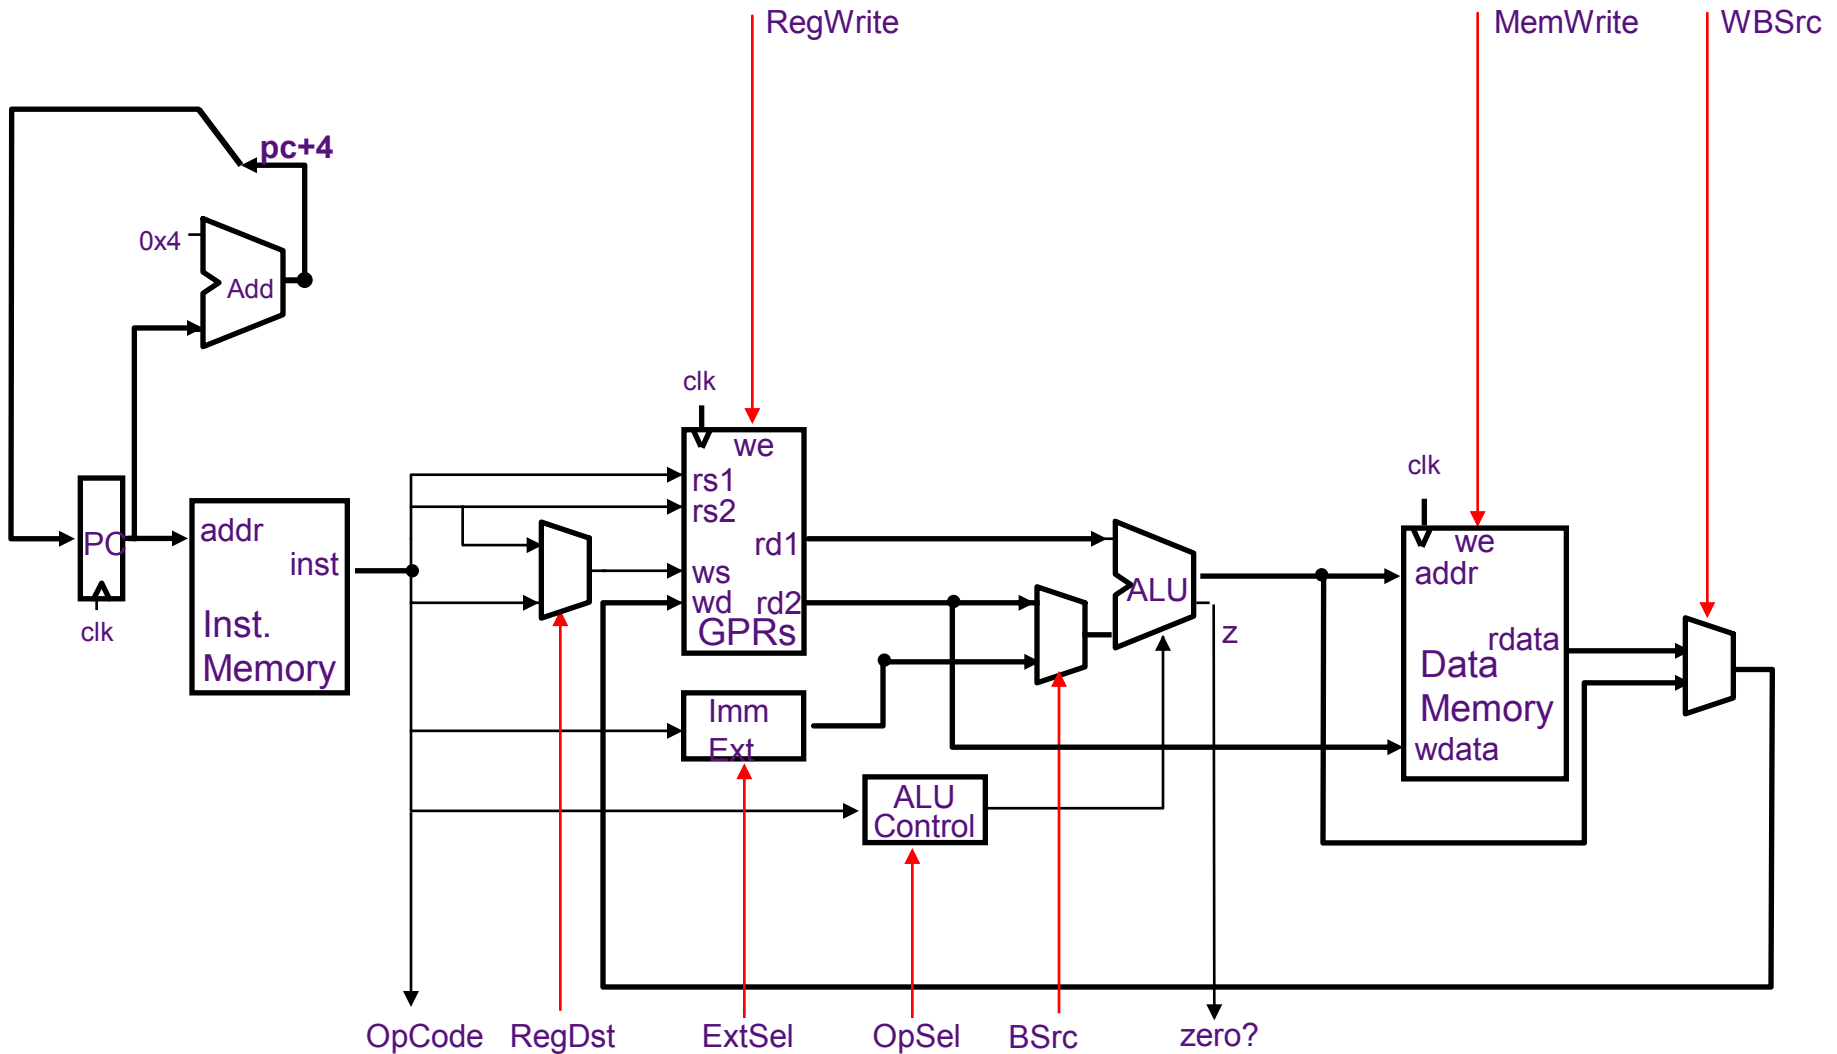 RegWrite
MemWrite
WBSrc
pc+4
0x4
Add
clk
we
rs1
rs2
rd1
ws
wd
rd2
GPRs
PC
clk
addr
inst
Inst.
Memory
ALU
z
clk
we
addr
rdata
Data
Memory
wdata
Imm
Ext
ALU
Control
OpCode
RegDst
ExtSel
OpSel
BSrc
zero?